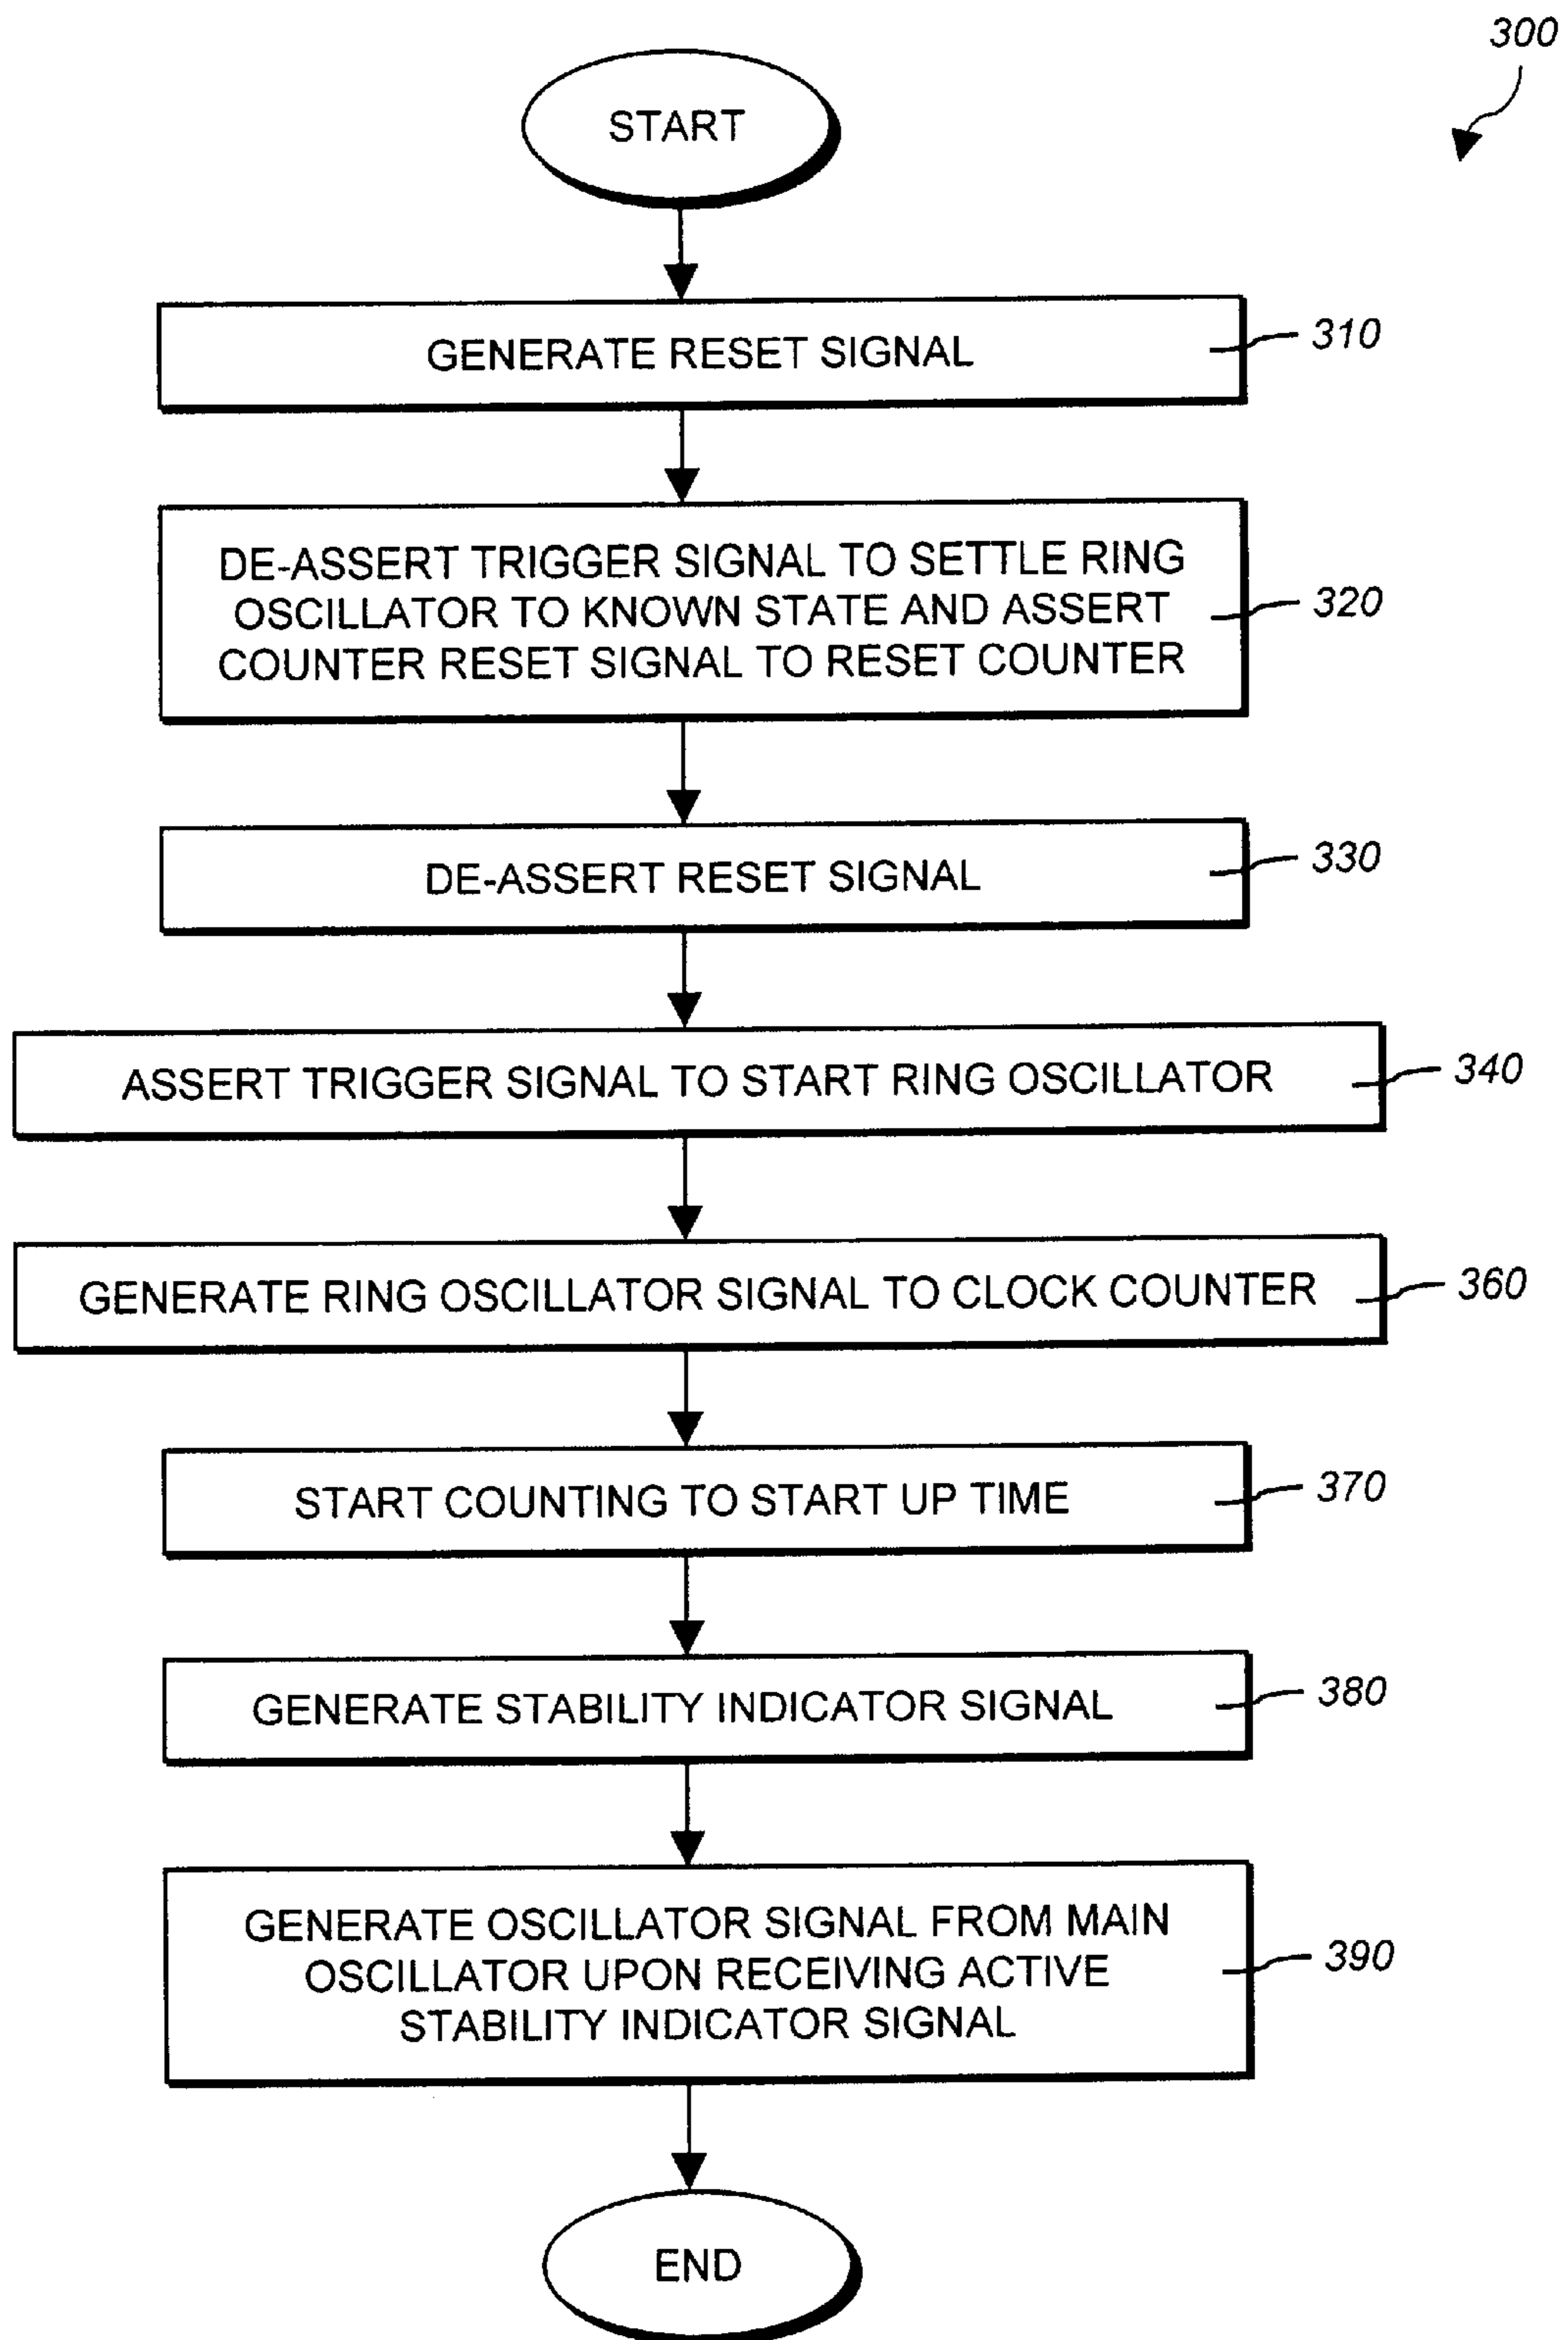 300
START
GENERATE RESET SIGNAL
310
DE-ASSERT TRIGGER SIGNAL TO SETTLE RING
OSCILLATOR TO KNOWN STATE AND ASSERT
COUNTER RESET SIGNAL TO RESET COUNTER
320
DE-ASSERT RESET SIGNAL
330
ASSERT TRIGGER SIGNAL TO START RING OSCILLATOR
340
GENERATE RING OSCILLATOR SIGNAL TO CLOCK COUNTER
360
START COUNTING TO START UP TIME
370
GENERATE STABILITY INDICATOR SIGNAL
380
GENERATE OSCILLATOR SIGNAL FROM MAIN
OSCILLATOR UPON RECEIVING ACTIVE
STABILITY INDICATOR SIGNAL
390
END